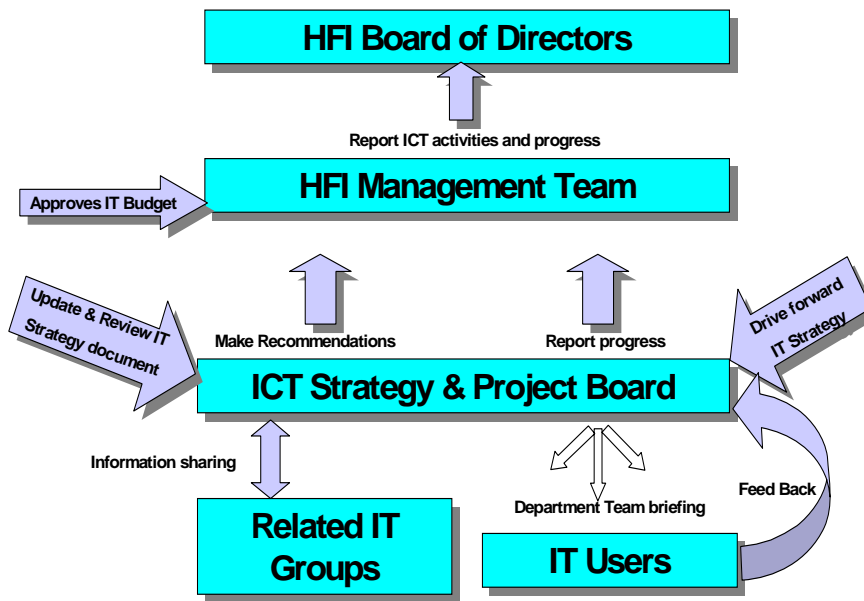 HFI Board of Directors
Report ICT activities and progress
HFI Management Team
Approves IT Budget
Update & Review IT
Strategy document
Make Recommendations
Report progress
Drive forward
IT Strategy
ICT Strategy & Project Board
Information sharing
Department Team briefing
Feed Back
Related IT
Groups
IT Users